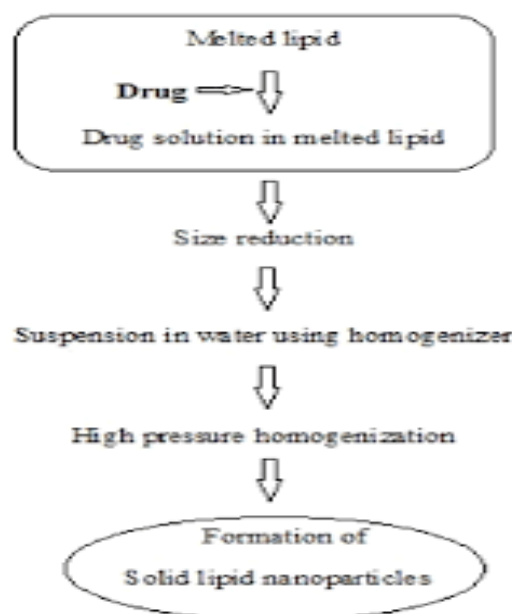 Melted lipid
Drug
Drug solution in melted lipid
Size reduction
Suspension in water using homogenizer
High pressure homogenization
Formation of
Solid lipid nanoparticles